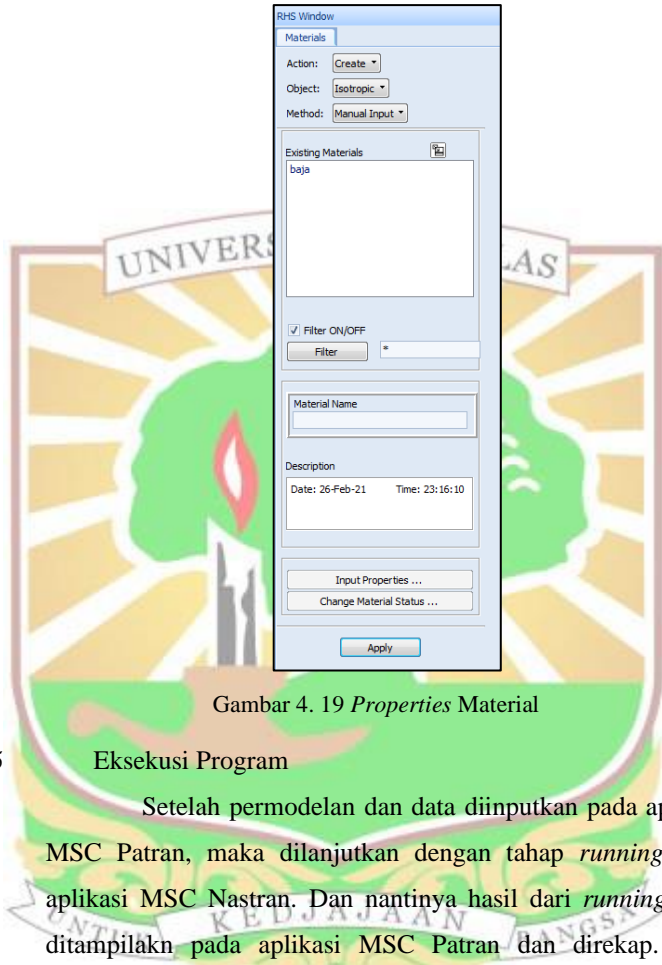 RHS Window
Materials
Action: Create
Object: Isotropic
Method: Manual Input
Existing Materials
baja
Filter ON/OFF
Filter *
Material Name
Description
Date: 26-Feb-21 Time: 23:16:10
Input Properties ...
Change Material Status ...
Apply
Gambar 4. 19 Properties Material
Eksekusi Program
Setelah permodelan dan data diinputkan pada
MSC Patran, maka dilanjutkan dengan tahap running
aplikasi MSC Nastran. Dan nantinya hasil dari running
ditampilakn pada aplikasi MSC Patran dan direkap.
UNTUK KEDJAJAAN BANGSA